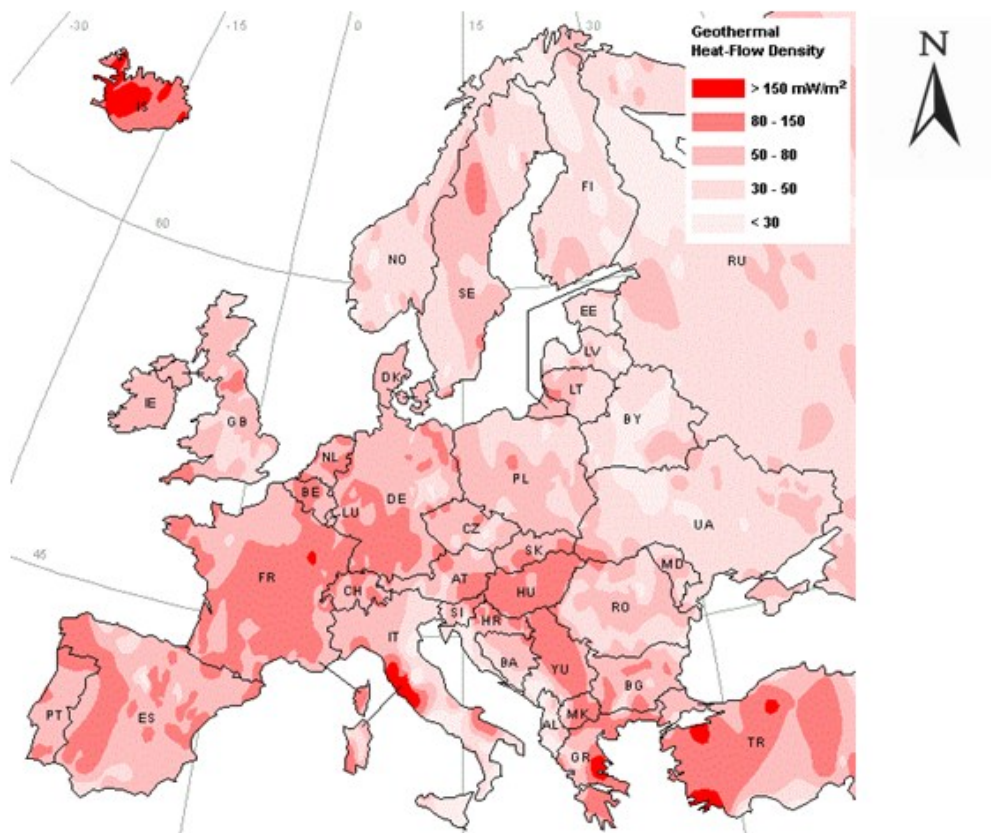 -30
-15
0
15
30
Geothermal
Heat-Flow Density
> 150 mW/m²
80 - 150
50 - 80
30 - 50
< 30
N
IS
60
FI
NO
RU
SE
EE
LV
DK
LT
IE
BY
GB
NL
PL
BE
DE
LU
UA
CZ
45
SK
MD
FR
AT
CH
HU
RO
SI
HR
IT
BA
YU
BG
PT
ES
MK
AL
TR
GR